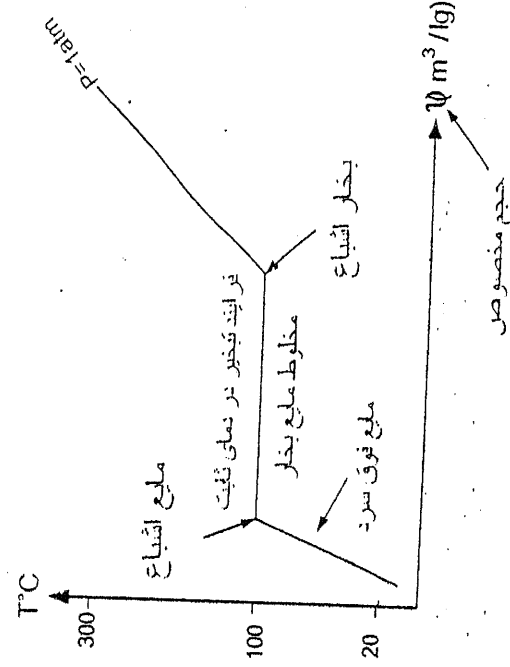 T°C
300
100
20
P=1atm
مایع اشباع
فرایند تبخیر در دمای ثابت
مخلوط مایع بخار
بخار اشباع
مایع فوق سرد
(m³/lg)
حجم مخصوص